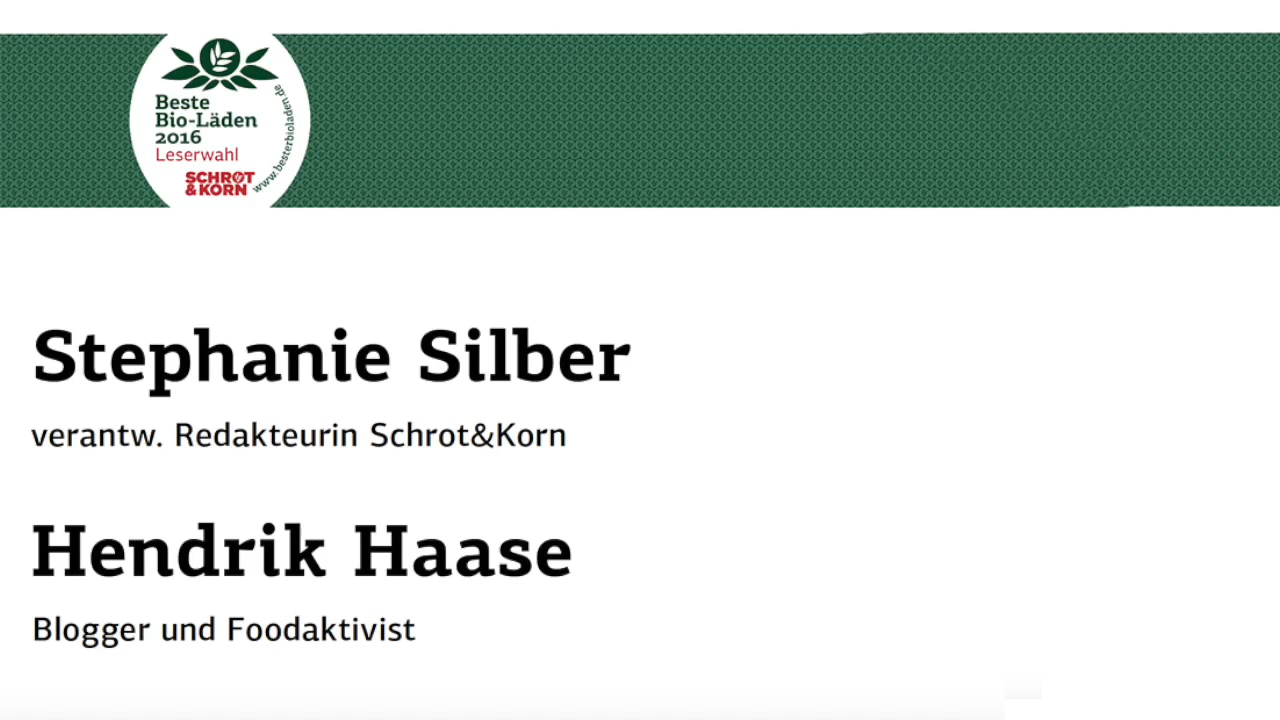 Beste
Bio-Läden
2016
Leserwahl
SCHROT
&KORN
www.besterbioladen.de
Stephanie Silber
verantw. Redakteurin Schrot&Korn
Hendrik Haase
Blogger und Foodaktivist